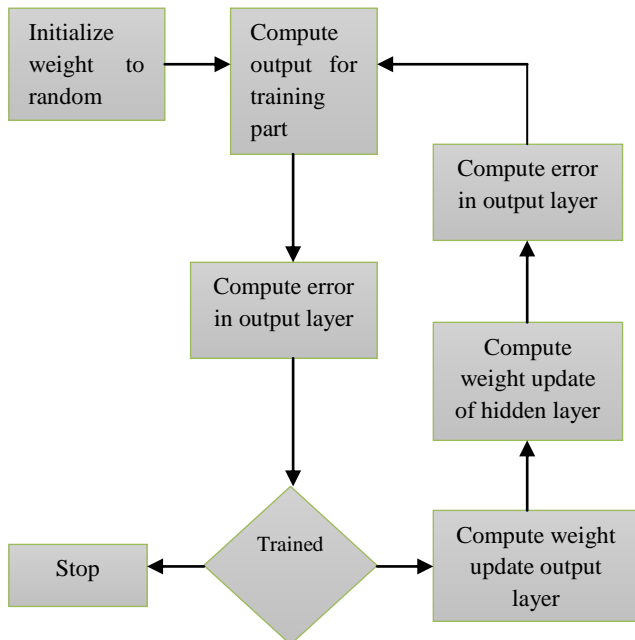 Initialize
weight to
random
Compute
output for
training
part
Compute error
in output layer
Trained
Stop
Compute weight
update output
layer
Compute
weight update
of hidden layer
Compute error
in output layer